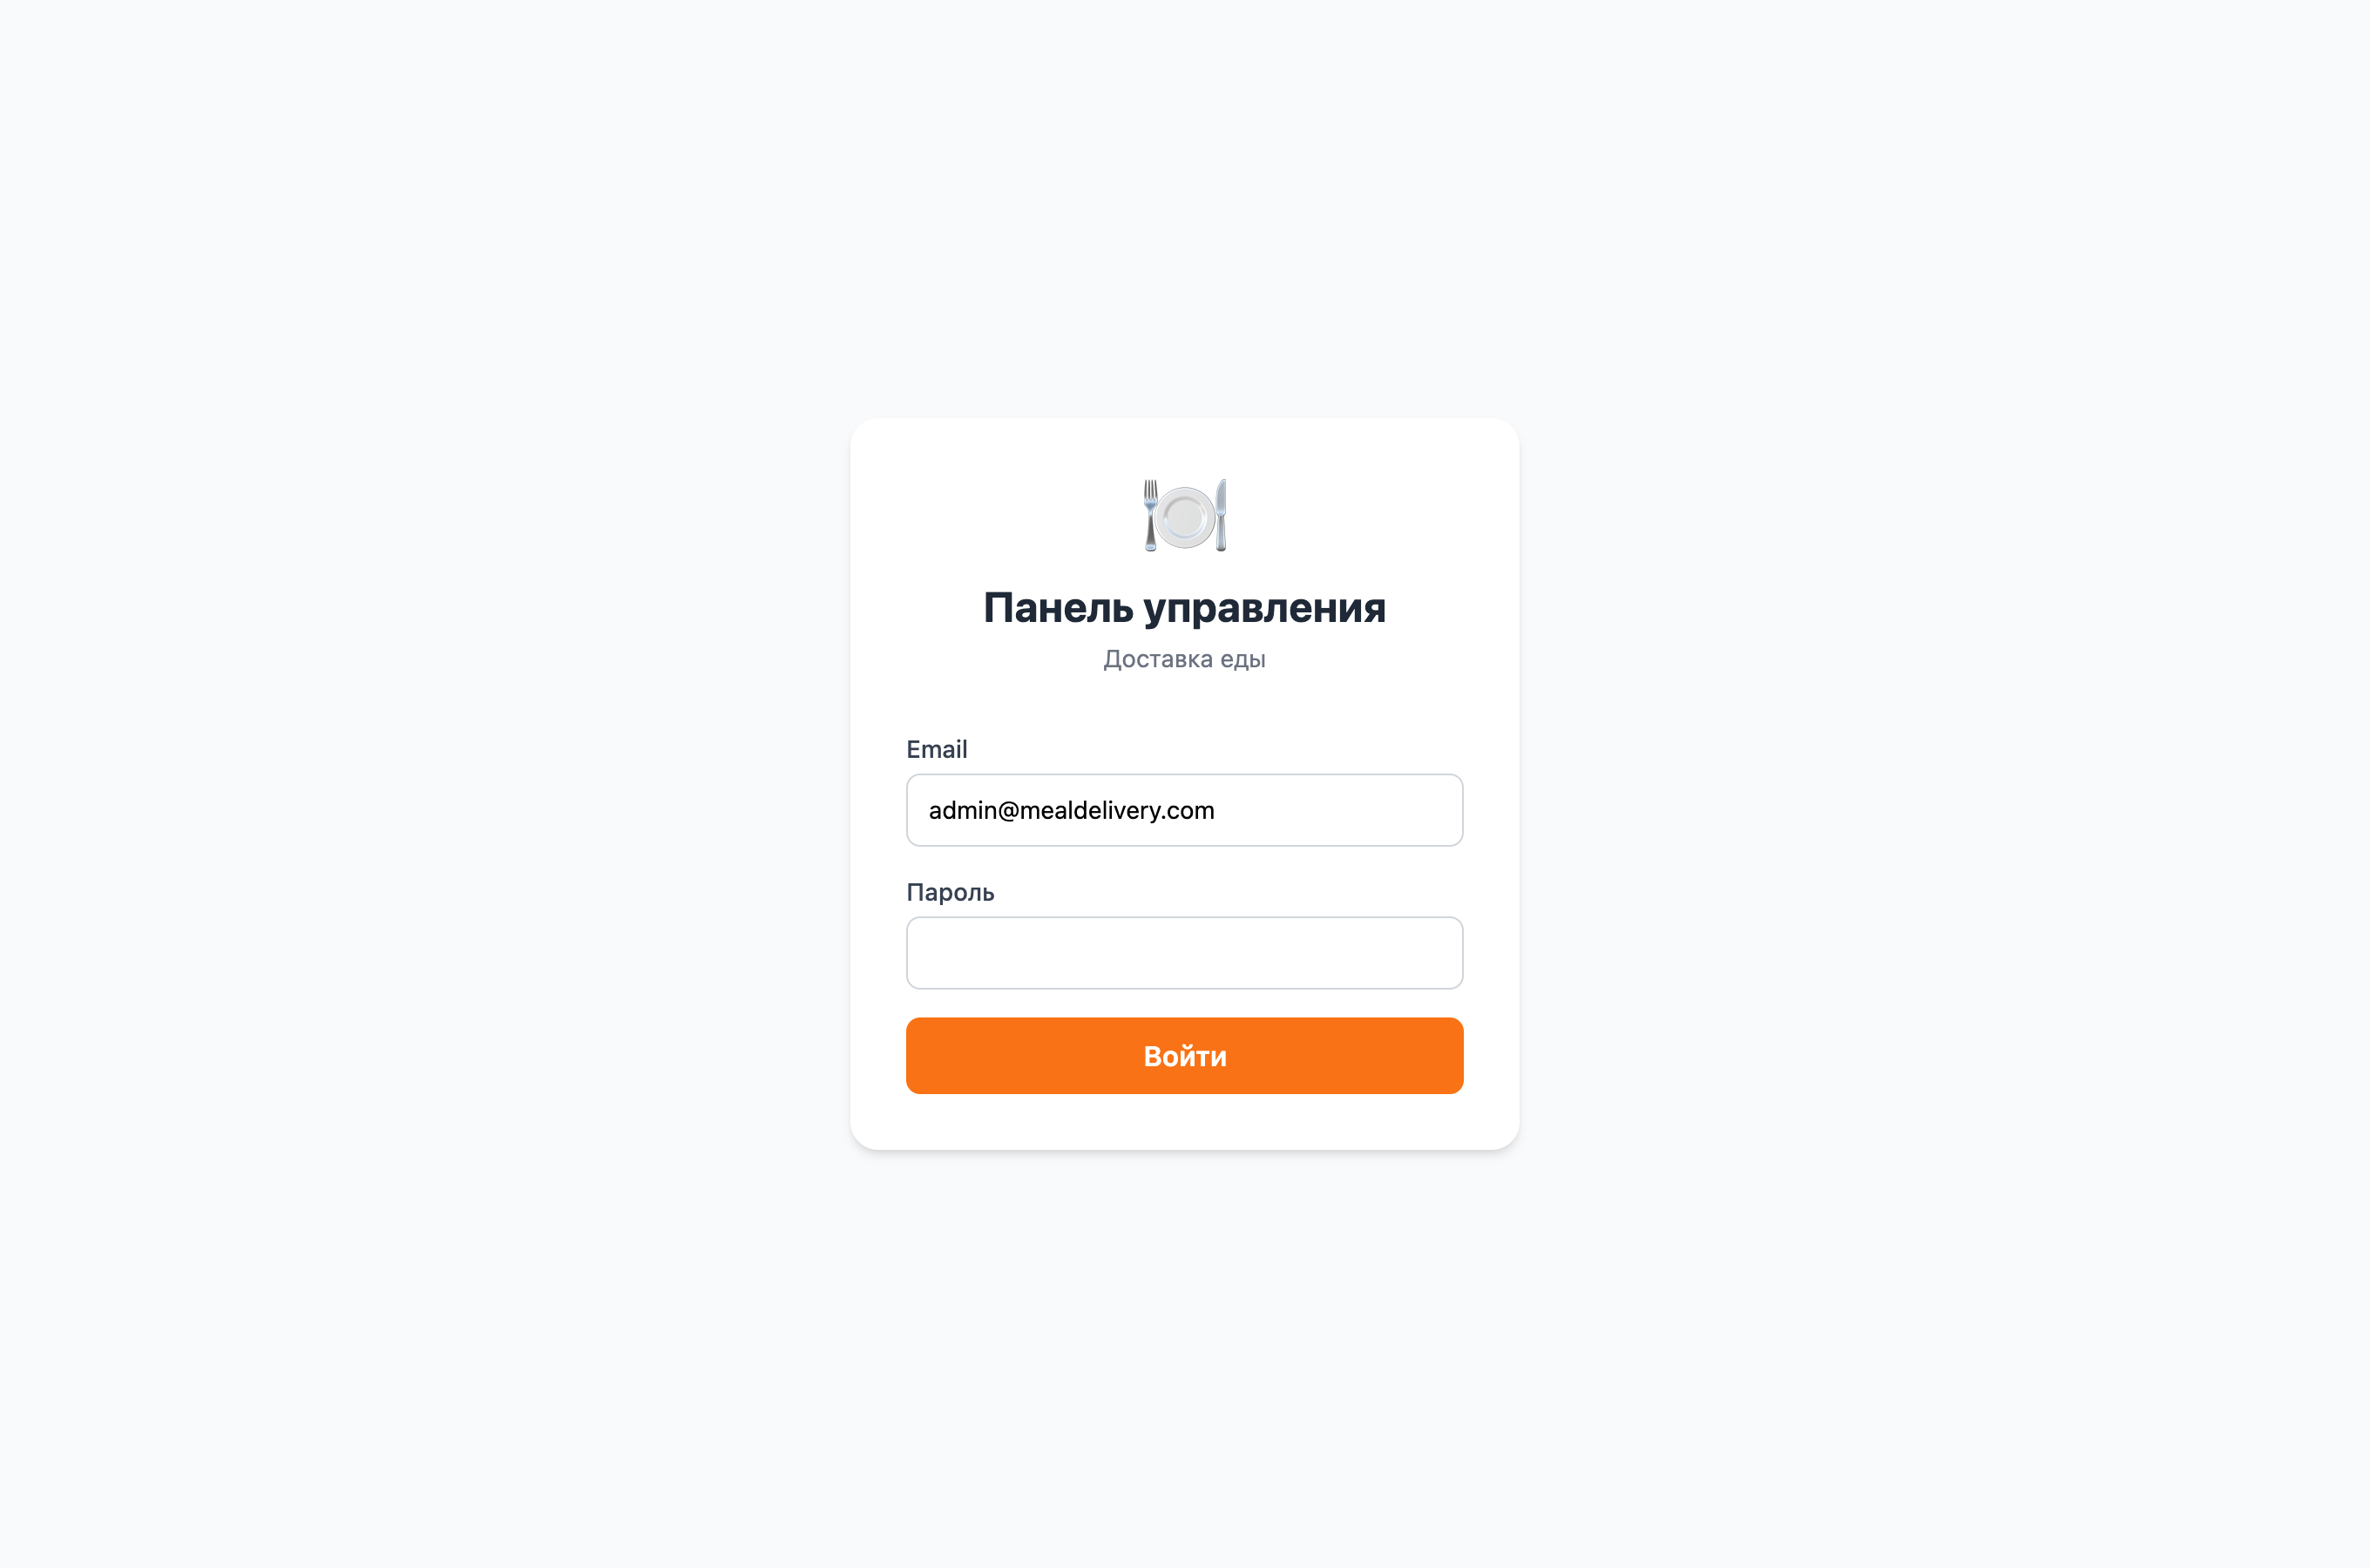 Панель управления
Доставка еды
Email
admin@mealdelivery.com
Пароль
Войти